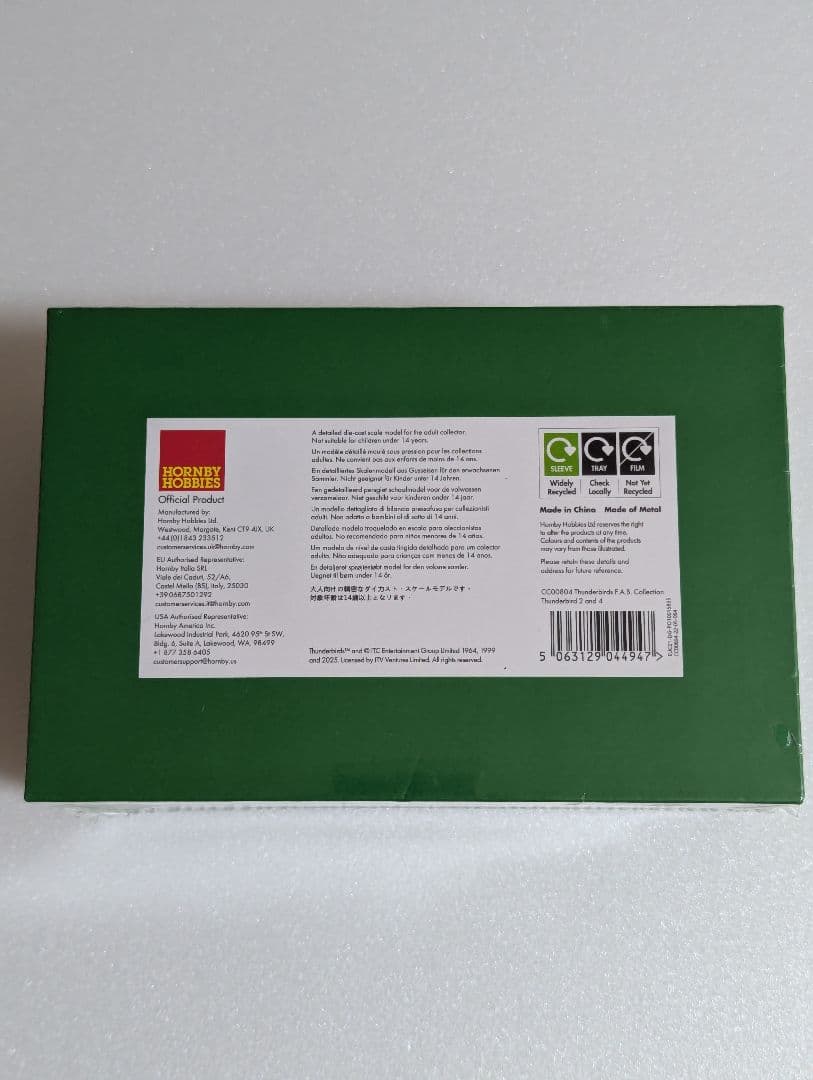 HORNBY
HOBBIES
Official Product
Manufactured by:
Hornby Hobbies Ltd.
Westwood, Margate, Kent CT9 4JX, UK
+44 (0)1843 233512
customerservices.uk@hornby.com
EU Authorised Representative:
Hornby Italia SRL
Viale dei Caduti, 52/A6,
Castel Mella (BS), Italy, 25030
+39 0687501292
customerservices.it@hornby.com
USA Authorised Representative:
Hornby America Inc.
Lakewood Industrial Park, 4620 95th St SW,
Bldg. 6, Suite A, Lakewood, WA, 98499
+1 877 358 6405
customersupport@hornby.us
A detailed die-cast scale model for the adult collector.
Not suitable for children under 14 years.
Un modèle détaillé moulé sous pression pour les collections
adultes. Ne convient pas aux enfants de moins de 14 ans.
Ein detailliertes Skalenmodell aus Gusseisen für den erwachsenen
Sammler. Nicht geeignet für Kinder unter 14 Jahren.
Een gedetailleerd pengiet schaalmodel voor de volwassen
verzamelaar. Niet geschikt voor kinderen onder 14 jaar.
Un modello dettagliato di bilancia pressofusa per collezionisti
adulti. Non adatto a bambini al di sotto di 14 anni.
Detallado modelo troquelado en escala para coleccionistas
adultos. No recomendado para niños menores de 14 años.
Um modelo de nível de casta fingida detalhado para um coletor
adulto. Não adequado para crianças com menos de 14 anos.
En detaljeret sprøjtestøbt model for den voksne samler.
Uegnet til børn under 14 år.
大人向けの精密なダイカスト・スケールモデルです・
対象年齢は14歳以上となります・
Thunderbirds™ and © ITC Entertainment Group Limited 1964, 1999
and 2025. Licensed by ITV Ventures Limited. All rights reserved.
SLEEVE TRAY FILM
Widely Recycled Check Locally Not Yet Recycled
Made in China Made of Metal
Hornby Hobbies Ltd reserves the right
to alter the products at any time.
Colours and contents of the products
may vary from those illustrated.
Please retain these details and
address for future reference.
CC00804 Thunderbirds F.A.B. Collection
Thunderbird 2 and 4
5 063129 044947 >